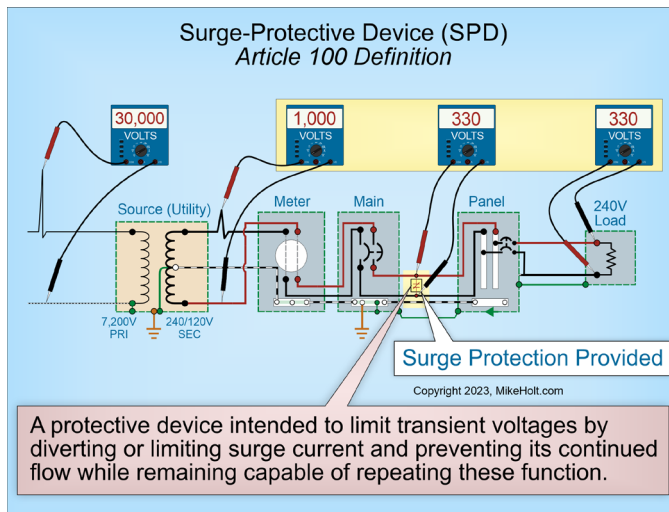 Surge-Protective Device (SPD)
Article 100 Definition
30,000
VOLTS
1,000
VOLTS
330
VOLTS
330
VOLTS
Source (Utility)
Meter
Main
Panel
240V
Load
7,200V
PRI
240/120V
SEC
Surge Protection Provided
Copyright 2023, MikeHolt.com
A protective device intended to limit transient voltages by
diverting or limiting surge current and preventing its continued
flow while remaining capable of repeating these function.